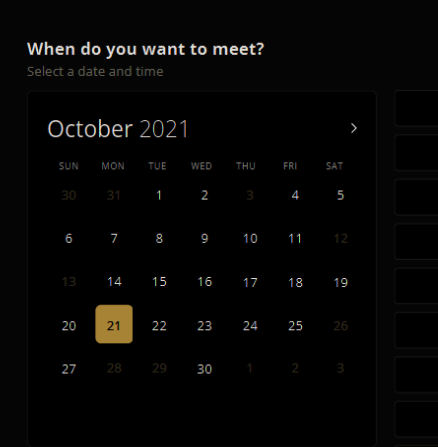 When do you want to meet?
Select a date and time
October 2021 >
SUN MON TUE WED THU FRI SAT
30 31 1 2 3 4 5
6 7 8 9 10 11 12
13 14 15 16 17 18 19
20 21 22 23 24 25 26
27 28 29 30 1 2 3